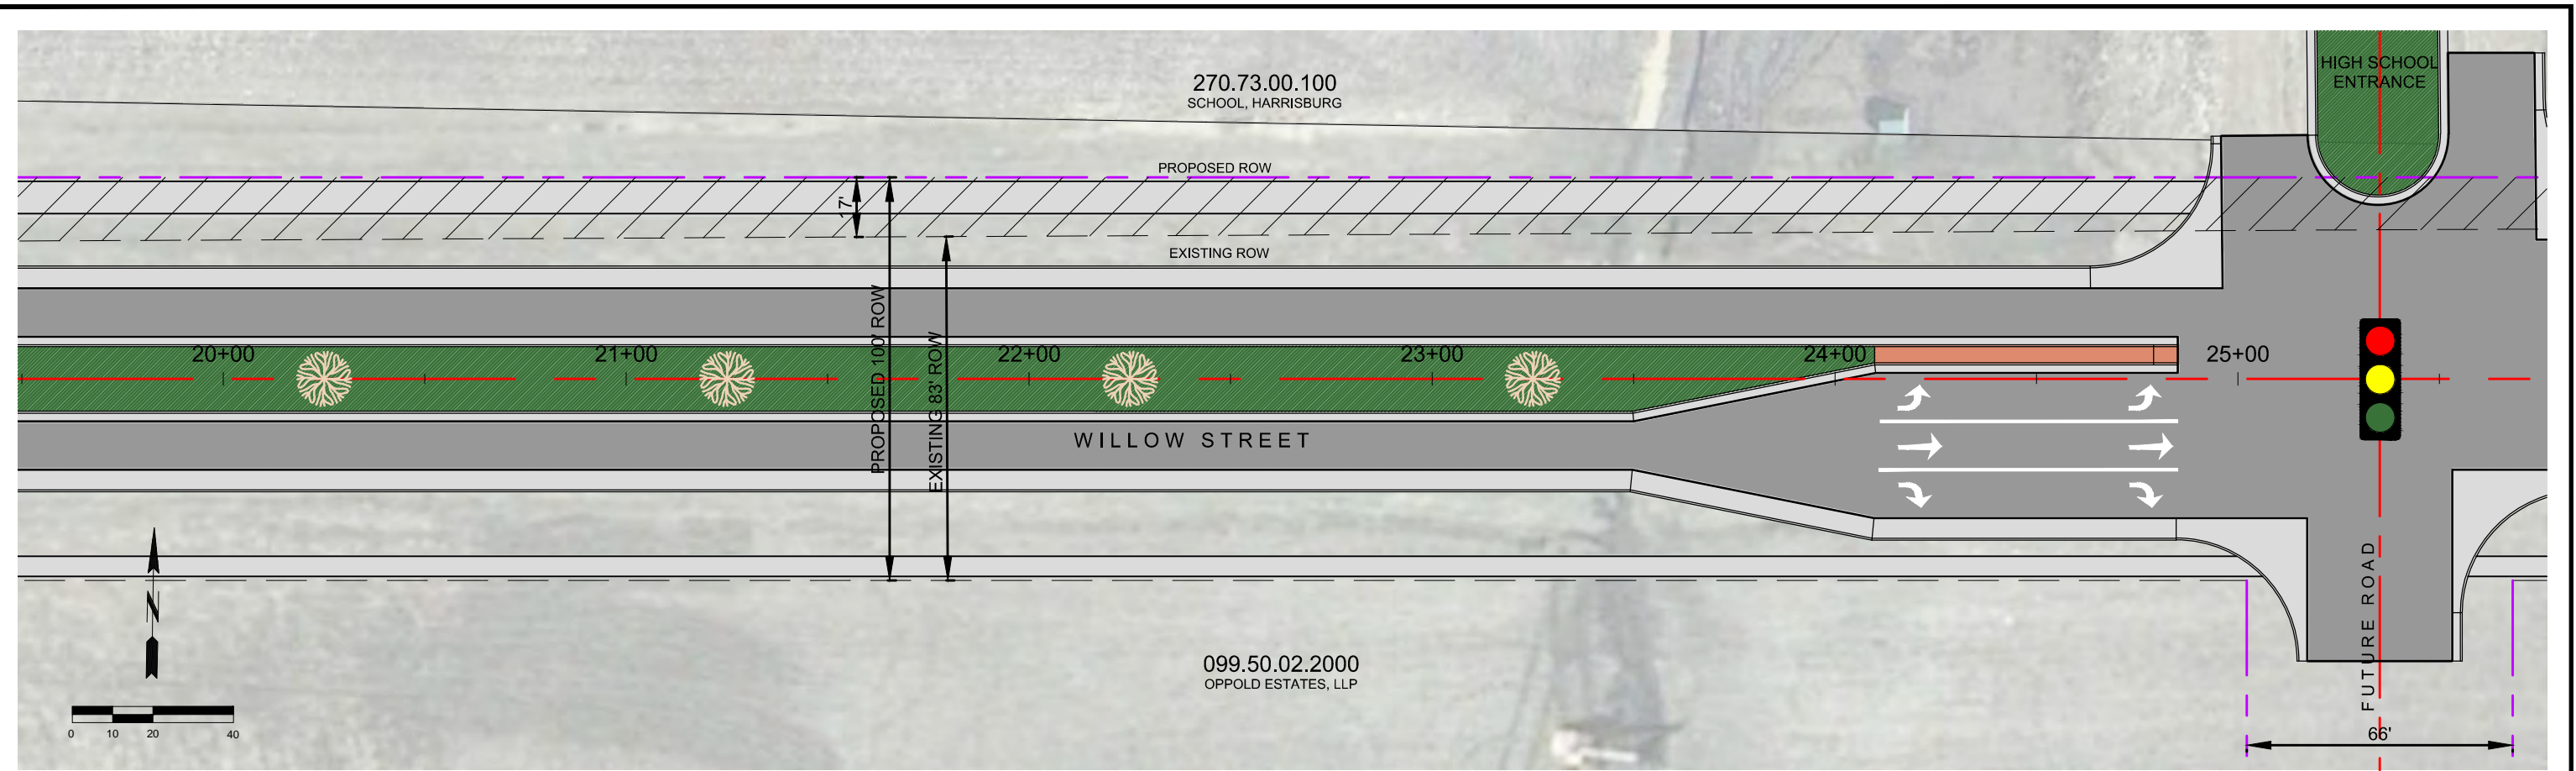 HIGH SCHOOL
ENTRANCE
270.73.00.100
SCHOOL, HARRISBURG
PROPOSED ROW
17'
EXISTING ROW
PROPOSED 100' ROW
EXISTING 83' ROW
20+00
21+00
22+00
23+00
24+00
25+00
WILLOW STREET
FUTURE ROAD
N
099.50.02.2000
OPPOLD ESTATES, LLP
0 10 20 40
66'